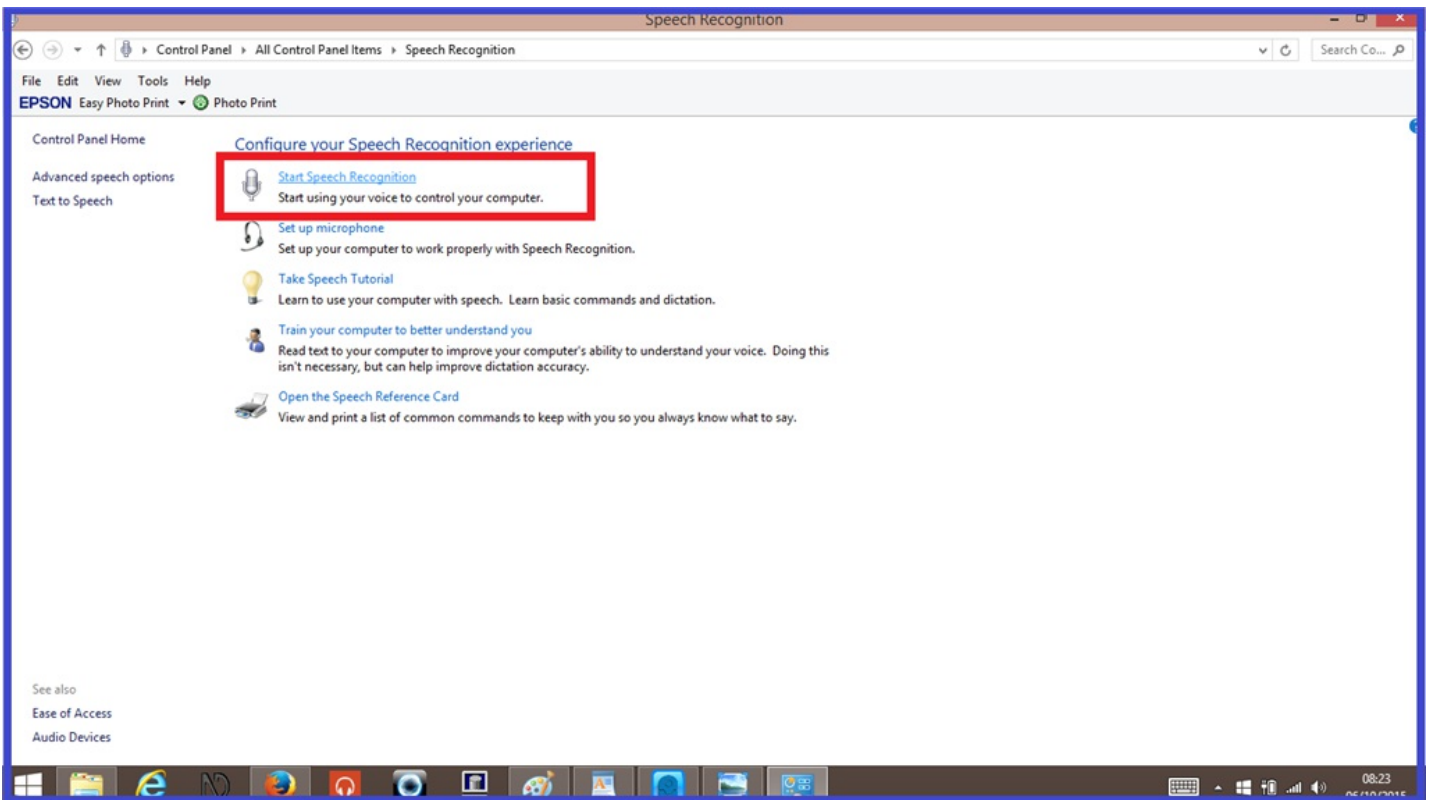 Speech Recognition
Control Panel All Control Panel Items Speech Recognition
Search Co...
File Edit View Tools Help
EPSON Easy Photo Print Photo Print
Control Panel Home
Advanced speech options
Text to Speech
Configure your Speech Recognition experience
Start Speech Recognition
Start using your voice to control your computer.
Set up microphone
Set up your computer to work properly with Speech Recognition.
Take Speech Tutorial
Learn to use your computer with speech. Learn basic commands and dictation.
Train your computer to better understand you
Read text to your computer to improve your computer's ability to understand your voice. Doing this
isn't necessary, but can help improve dictation accuracy.
Open the Speech Reference Card
View and print a list of common commands to keep with you so you always know what to say.
See also
Ease of Access
Audio Devices
08:23
06/10/2015